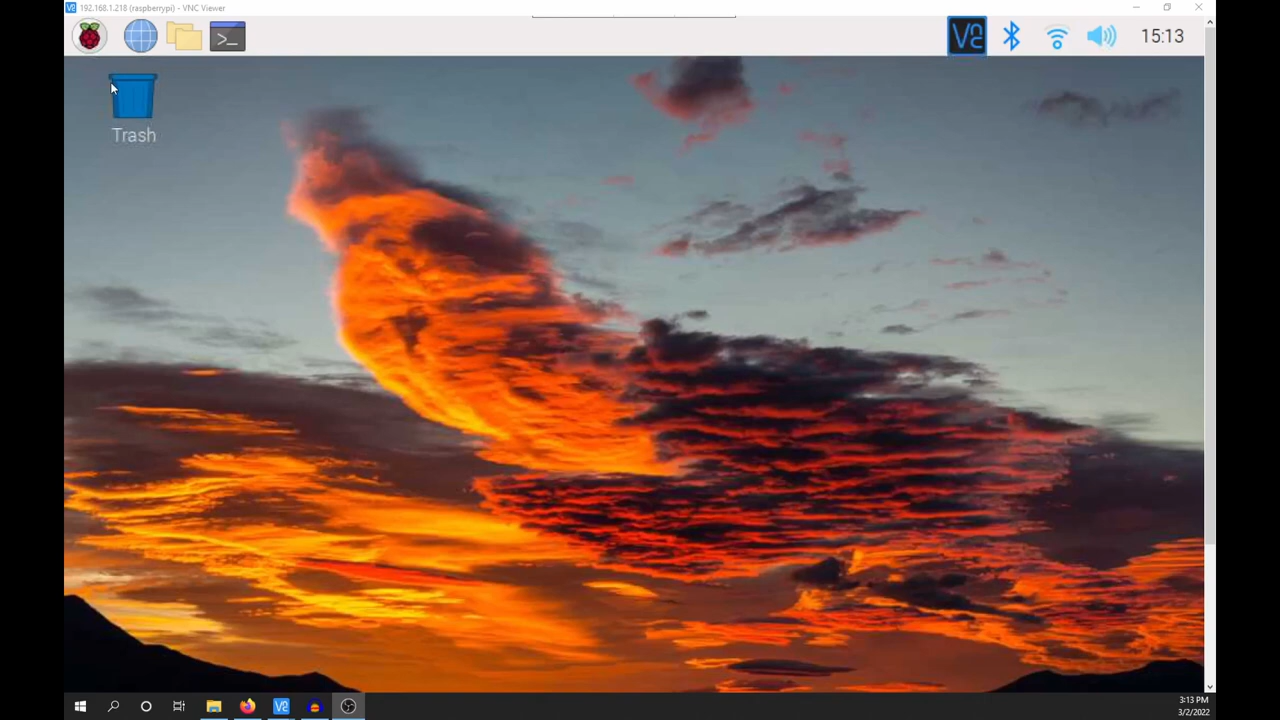 192.168.1.218 (raspberrypi) - VNC Viewer
15:13
Trash
3:13 PM
3/2/2022